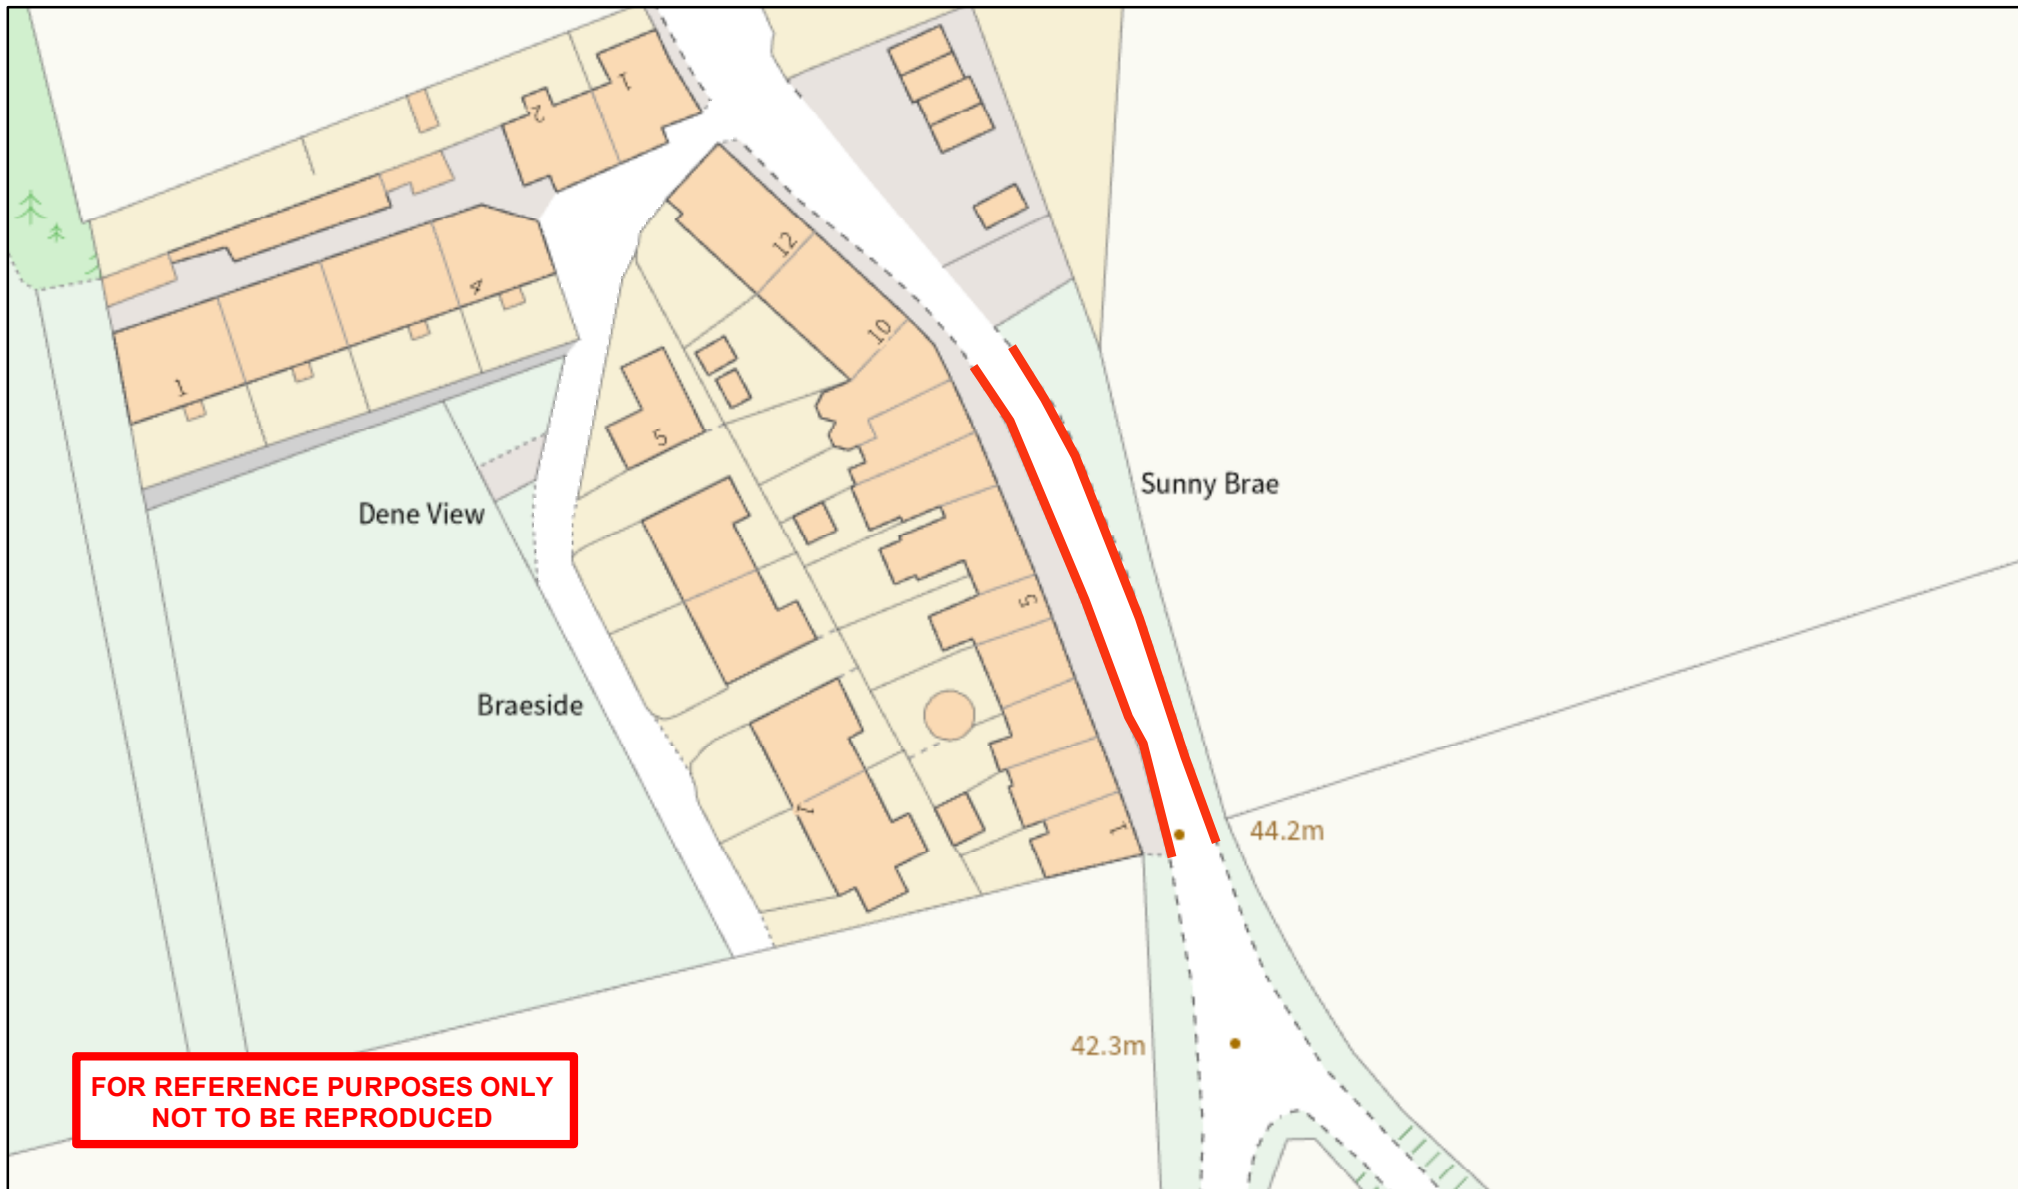 1
2
12
4
10
1
5
Sunny Brae
Dene View
5
Braeside
1
1
44.2m
42.3m
FOR REFERENCE PURPOSES ONLY
NOT TO BE REPRODUCED